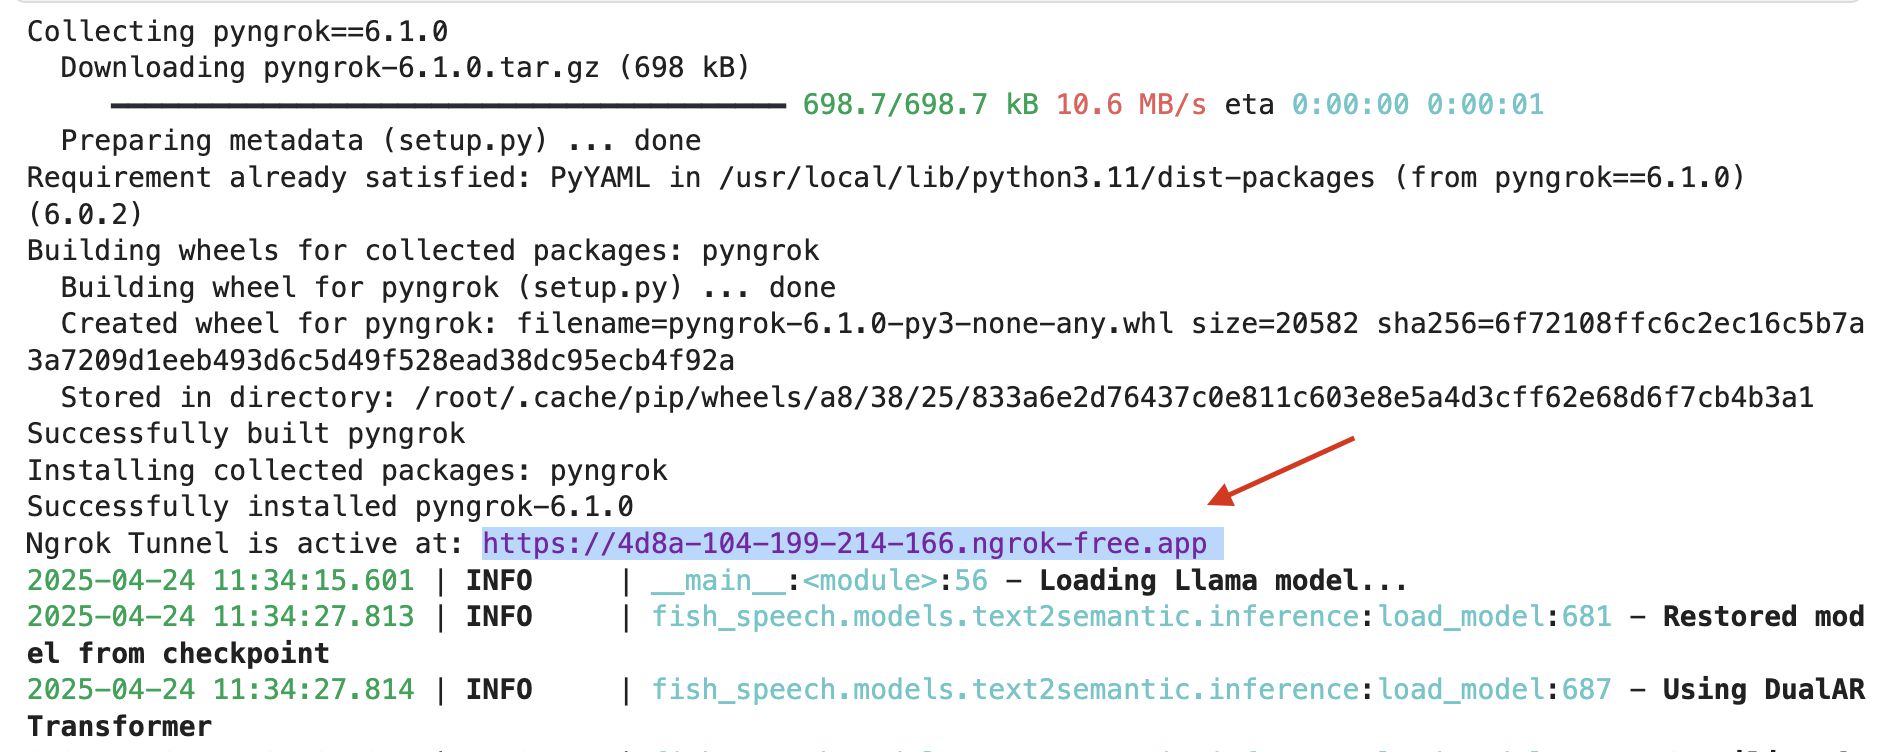 Collecting pyngrok==6.1.0
Downloading pyngrok-6.1.0.tar.gz (698 kB)
698.7/698.7 kB 10.6 MB/s eta 0:00:00 0:00:01
Preparing metadata (setup.py) ... done
Requirement already satisfied: PyYAML in /usr/local/lib/python3.11/dist-packages (from pyngrok==6.1.0)
(6.0.2)
Building wheels for collected packages: pyngrok
Building wheel for pyngrok (setup.py) ... done
Created wheel for pyngrok: filename=pyngrok-6.1.0-py3-none-any.whl size=20582 sha256=6f72108ffc6c2ec16c5b7a
3a7209d1eeb493d6c5d49f528ead38dc95ecb4f92a
Stored in directory: /root/.cache/pip/wheels/a8/38/25/833a6e2d76437c0e811c603e8e5a4d3cff62e68d6f7cb4b3a1
Successfully built pyngrok
Installing collected packages: pyngrok
Successfully installed pyngrok-6.1.0
Ngrok Tunnel is active at: https://4d8a-104-199-214-166.ngrok-free.app
2025-04-24 11:34:15.601 | INFO     | __main__:<module>:56 - Loading Llama model...
2025-04-24 11:34:27.813 | INFO     | fish_speech.models.text2semantic.inference:load_model:681 - Restored mod
el from checkpoint
2025-04-24 11:34:27.814 | INFO     | fish_speech.models.text2semantic.inference:load_model:687 - Using DualAR
Transformer